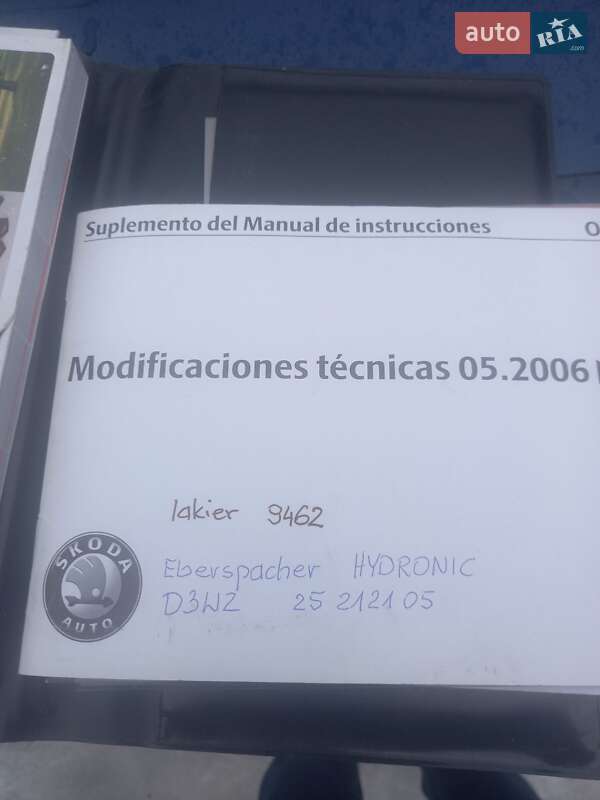 auto RIA.com
Suplemento del Manual de instrucciones
Modificaciones técnicas 05.2006
lakier 9462
SKODA
AUTO
Eberspacher HYDRONIC
D3WZ 25 2121 05